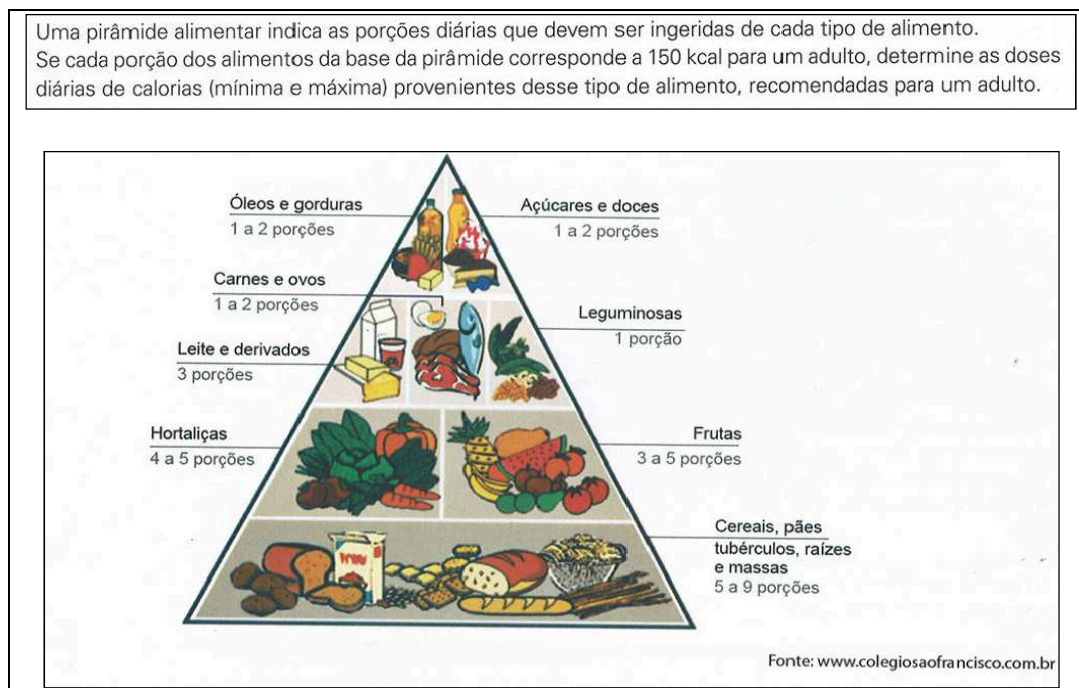 Uma pirâmide alimentar indica as porções diárias que devem ser ingeridas de cada tipo de alimento.
Se cada porção dos alimentos da base da pirâmide corresponde a 150 kcal para um adulto, determine as doses
diárias de calorias (mínima e máxima) provenientes desse tipo de alimento, recomendadas para um adulto.
Óleos e gorduras
1 a 2 porções
Açúcares e doces
1 a 2 porções
Carnes e ovos
1 a 2 porções
Leguminosas
1 porção
Leite e derivados
3 porções
Hortaliças
4 a 5 porções
Frutas
3 a 5 porções
Cereais, pães
tubérculos, raízes
e massas
5 a 9 porções
Fonte: www.colegiosaofrancisco.com.br